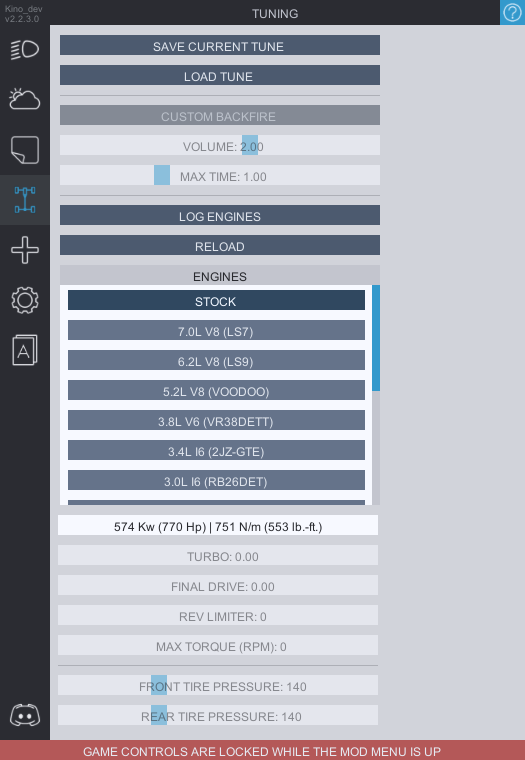 Kino_dev
v2.2.3.0
TUNING
?
SAVE CURRENT TUNE
LOAD TUNE
CUSTOM BACKFIRE
VOLUME: 2.00
MAX TIME: 1.00
LOG ENGINES
RELOAD
ENGINES
STOCK
7.0L V8 (LS7)
6.2L V8 (LS9)
5.2L V8 (VOODOO)
3.8L V6 (VR38DETT)
3.4L I6 (2JZ-GTE)
3.0L I6 (RB26DET)
574 Kw (770 Hp) | 751 N/m (553 lb.-ft.)
TURBO: 0.00
FINAL DRIVE: 0.00
REV LIMITER: 0
MAX TORQUE (RPM): 0
FRONT TIRE PRESSURE: 140
REAR TIRE PRESSURE: 140
A
GAME CONTROLS ARE LOCKED WHILE THE MOD MENU IS UP